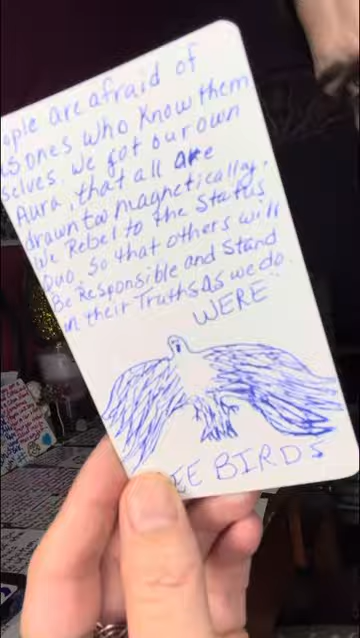 ople are afraid of
ones who know them
selves. We got our own
Aura, that all are
drawn too magnetically.
We Rebel to the Status
Quo, so that others will
Be Responsible and Stand
in their Truths as we do..
WERE
EE BIRDS